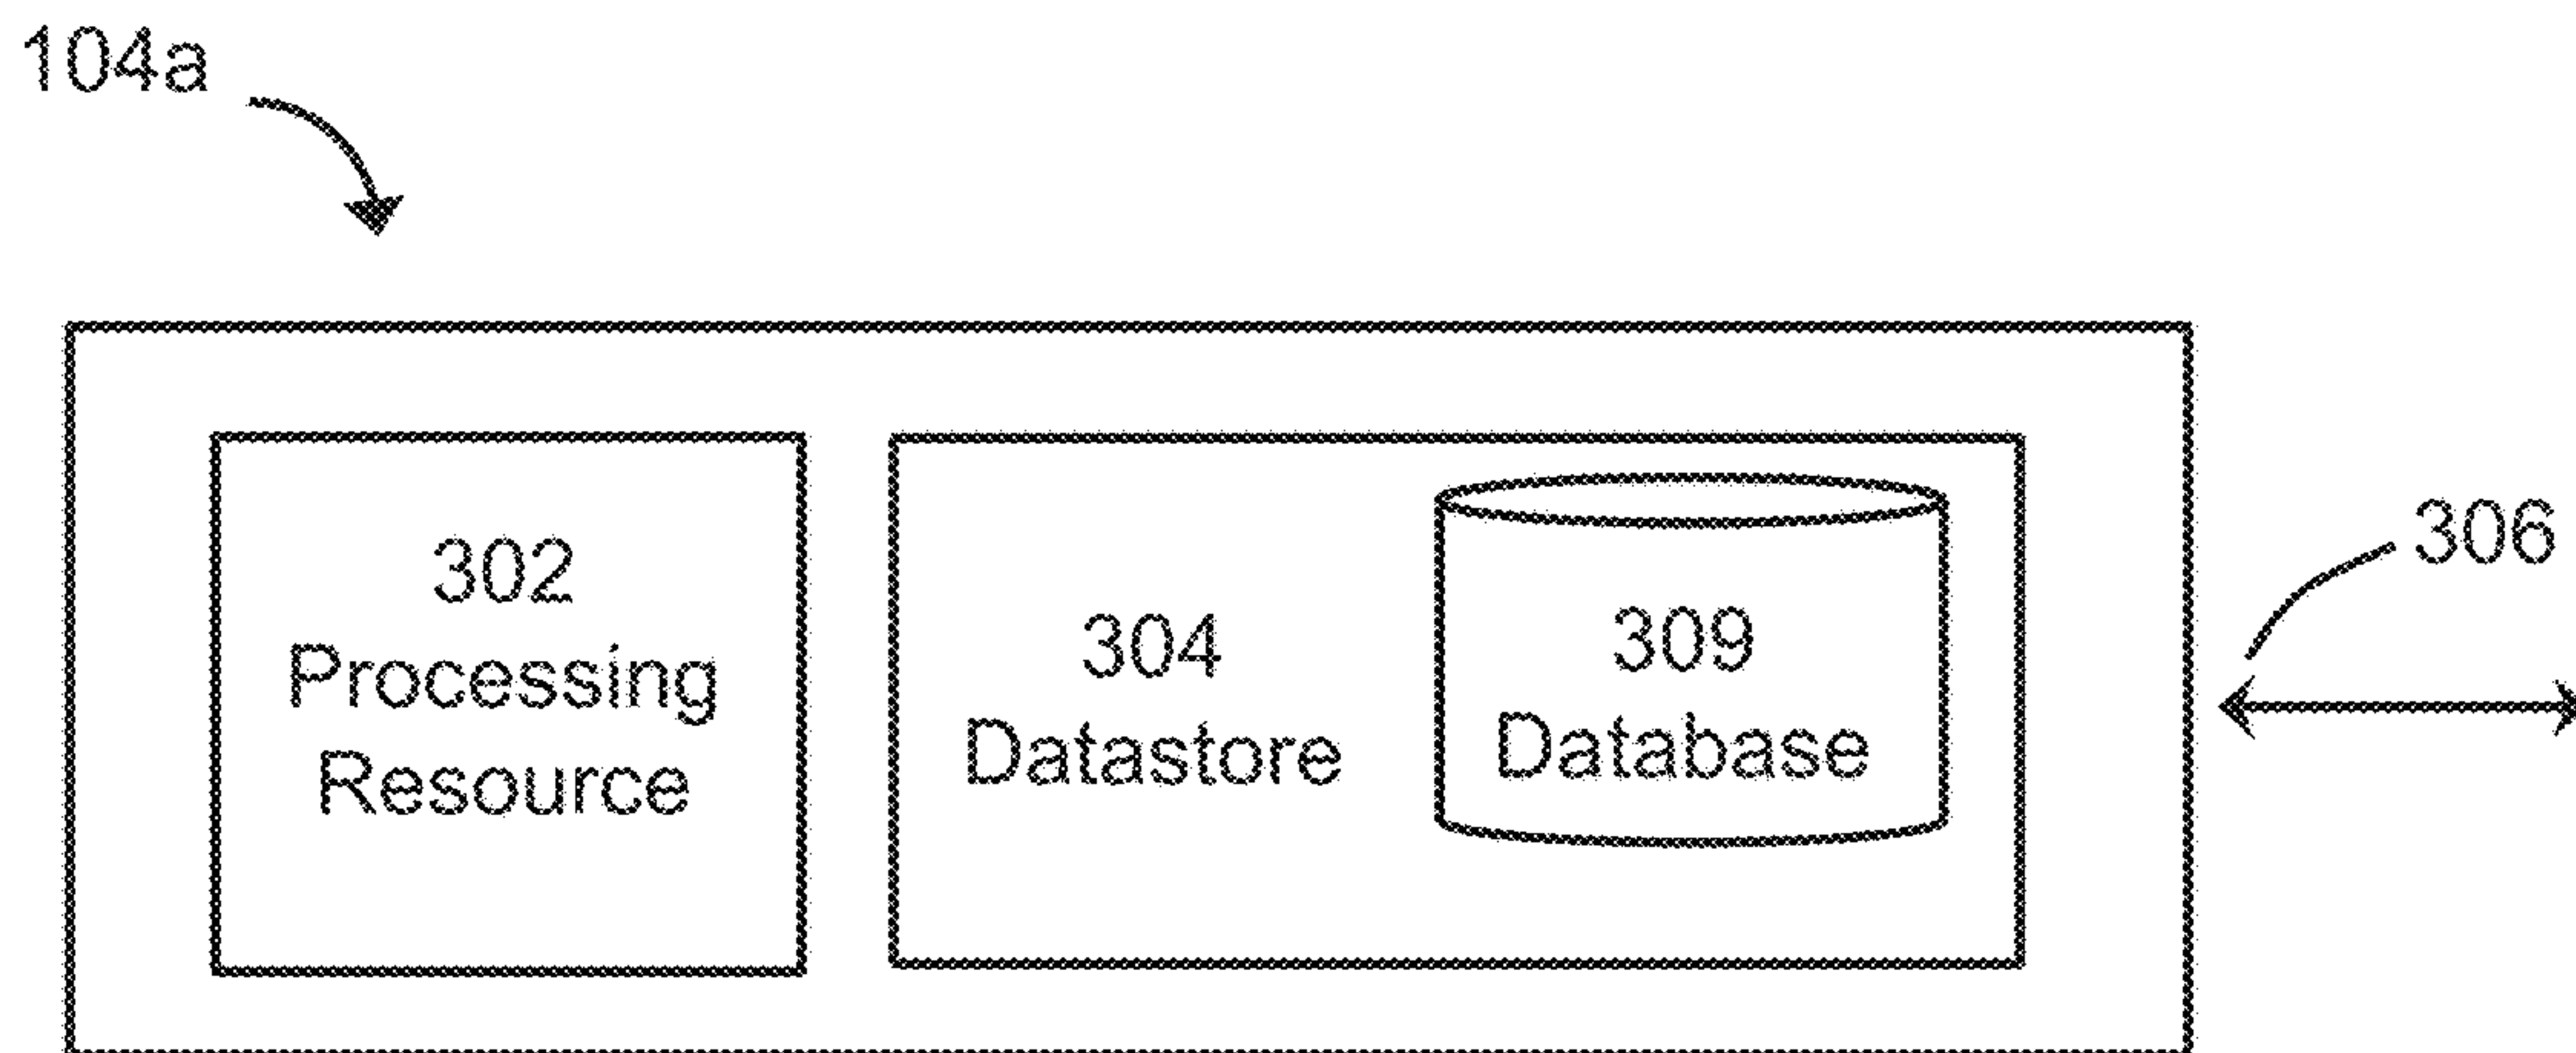 104a
302
Processing
Resource
304
Datastore
309
Database
306